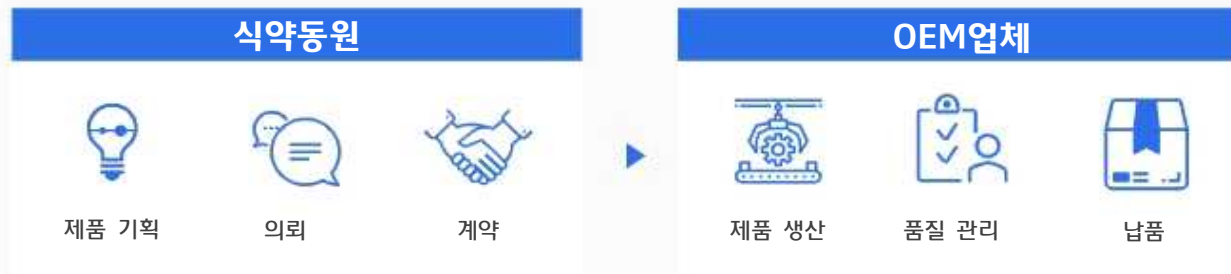 식약동원
OEM업체
제품 기획
의뢰
계약
제품 생산
품질 관리
납품